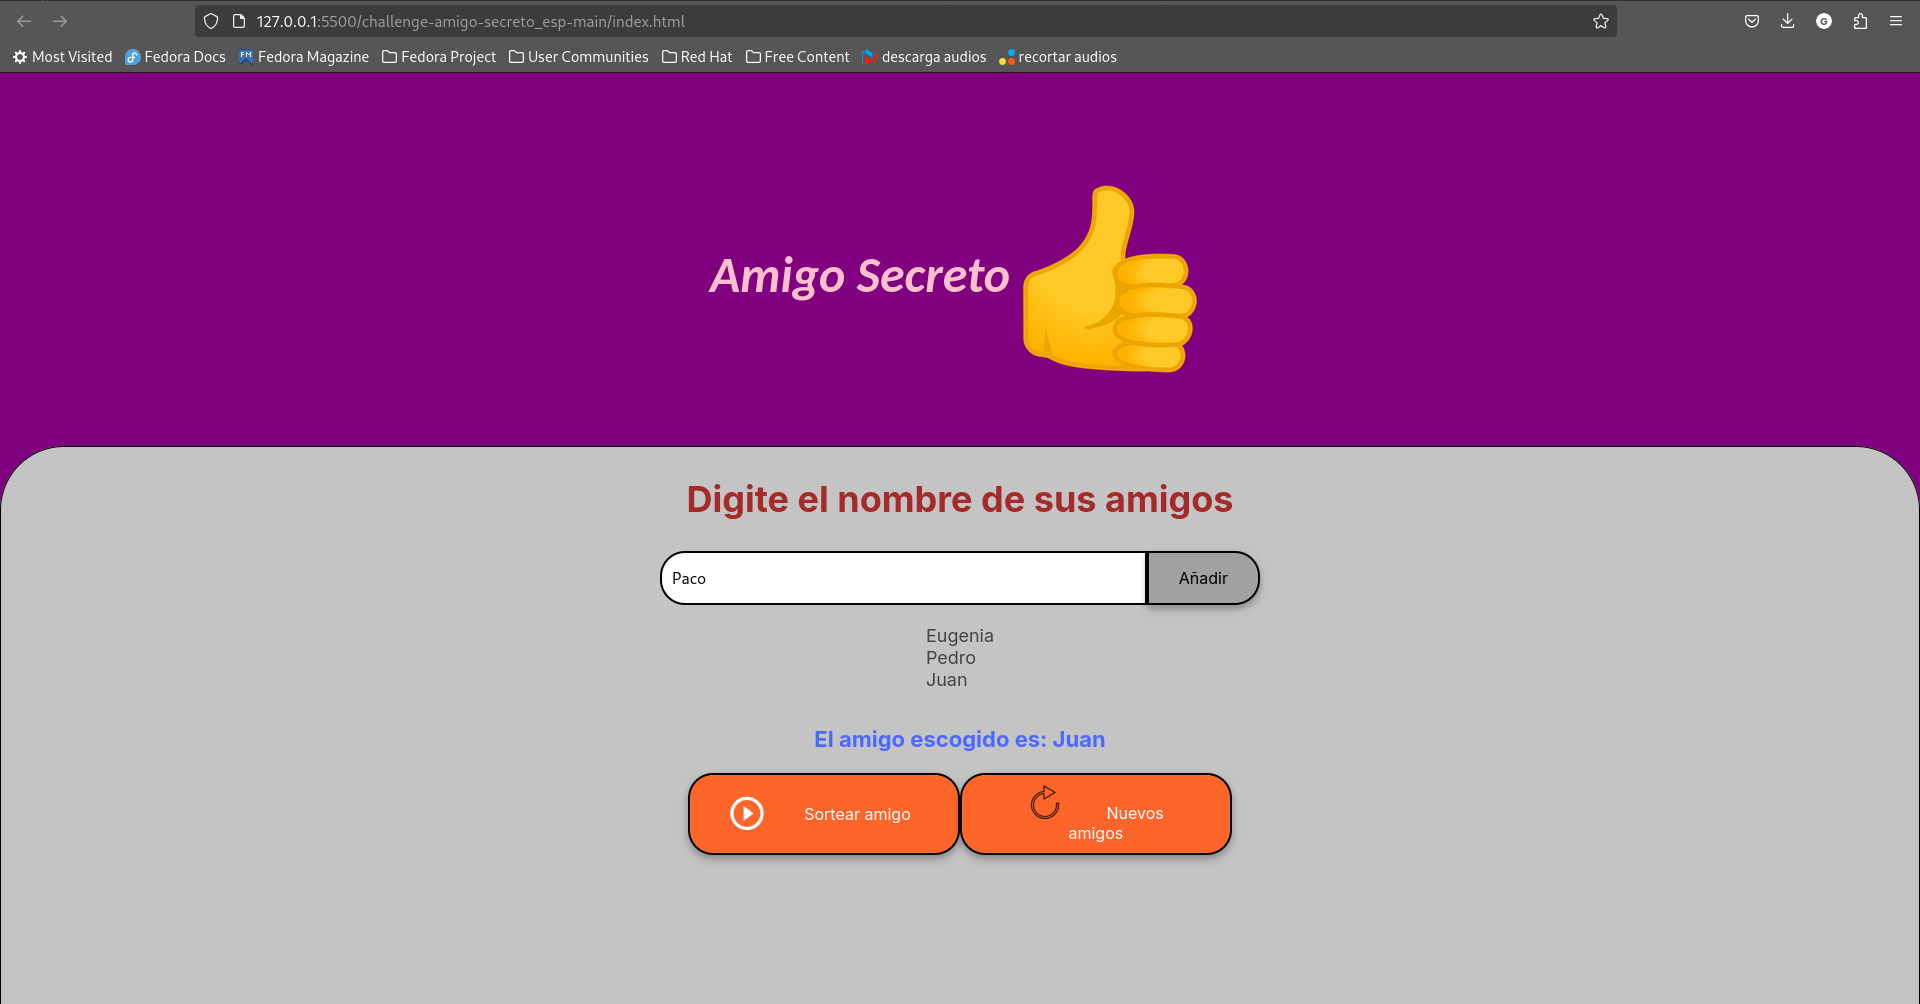 127.0.0.1:5500/challenge-amigo-secreto_esp-main/index.html
G
Most Visited Fedora Docs FM Fedora Magazine Fedora Project User Communities Red Hat Free Content descarga audios recortar audios
Amigo Secreto
Digite el nombre de sus amigos
Paco Añadir
Eugenia
Pedro
Juan
El amigo escogido es: Juan
Sortear amigo
Nuevos
amigos